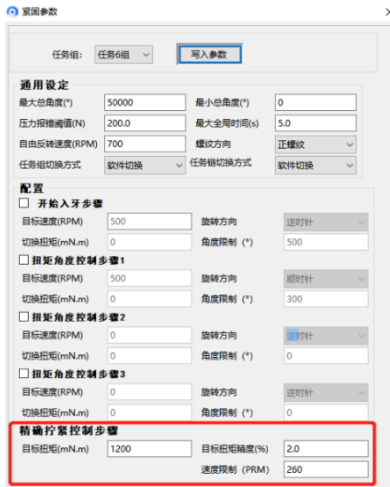 紧固参数
任务组: 任务6组 写入参数
通用设定
最大总角度(°) 50000 最小总角度(°) 0
压力报错阈值(N) 200.0 最大全局时间(s) 5.0
自由反转速度(RPM) 700 螺纹方向 正螺纹
任务组切换方式 软件切换 任务链切换方式 软件切换
配置
开始入牙步骤
目标速度(RPM) 500 旋转方向 逆时针
切换扭矩(mN.m) 0 角度限制 (°) 500
扭矩角度控制步骤1
目标速度(RPM) 500 旋转方向 顺时针
切换扭矩(mN.m) 0 角度限制 (°) 300
扭矩角度控制步骤2
目标速度(RPM) 0 旋转方向 逆时针
切换扭矩(mN.m) 0 角度限制 (°) 0
扭矩角度控制步骤3
目标速度(RPM) 0 旋转方向 逆时针
切换扭矩(mN.m) 0 角度限制 (°) 0
精确拧紧控制步骤
目标扭矩(mN.m) 1200 目标扭矩精度(%) 2.0
速度限制 (PRM) 260